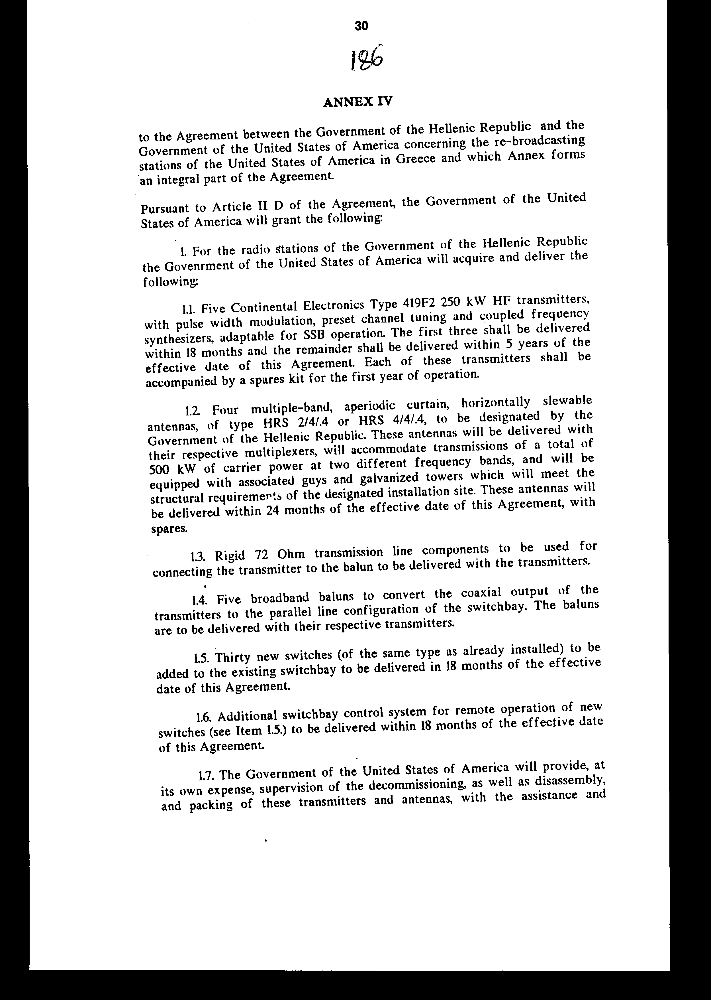 30
186
ANNEX IV
to the Agreement between the Government of the Hellenic Republic and the
Government of the United States of America concerning the re-broadcasting
stations of the United States of America in Greece and which Annex forms
an integral part of the Agreement.
Pursuant to Article II D of the Agreement, the Government of the United
States of America will grant the following:
1. For the radio stations of the Government of the Hellenic Republic
the Govenrment of the United States of America will acquire and deliver the
following:
1.1. Five Continental Electronics Type 419F2 250 kW HF transmitters,
with pulse width modulation, preset channel tuning and coupled frequency
synthesizers, adaptable for SSB operation. The first three shall be delivered
within 18 months and the remainder shall be delivered within 5 years of the
effective date of this Agreement. Each of these transmitters shall be
accompanied by a spares kit for the first year of operation.
1.2. Four multiple-band, aperiodic curtain, horizontally slewable
antennas, of type HRS 2/4/.4 or HRS 4/4/.4, to be designated by the
Government of the Hellenic Republic. These antennas will be delivered with
their respective multiplexers, will accommodate transmissions of a total of
500 kW of carrier power at two different frequency bands, and will be
equipped with associated guys and galvanized towers which will meet the
structural requirements of the designated installation site. These antennas will
be delivered within 24 months of the effective date of this Agreement, with
spares.
1.3. Rigid 72 Ohm transmission line components to be used for
connecting the transmitter to the balun to be delivered with the transmitters.
1.4. Five broadband baluns to convert the coaxial output of the
transmitters to the parallel line configuration of the switchbay. The baluns
are to be delivered with their respective transmitters.
1.5. Thirty new switches (of the same type as already installed) to be
added to the existing switchbay to be delivered in 18 months of the effective
date of this Agreement.
1.6. Additional switchbay control system for remote operation of new
switches (see Item 1.5.) to be delivered within 18 months of the effective date
of this Agreement.
1.7. The Government of the United States of America will provide, at
its own expense, supervision of the decommissioning, as well as disassembly,
and packing of these transmitters and antennas, with the assistance and